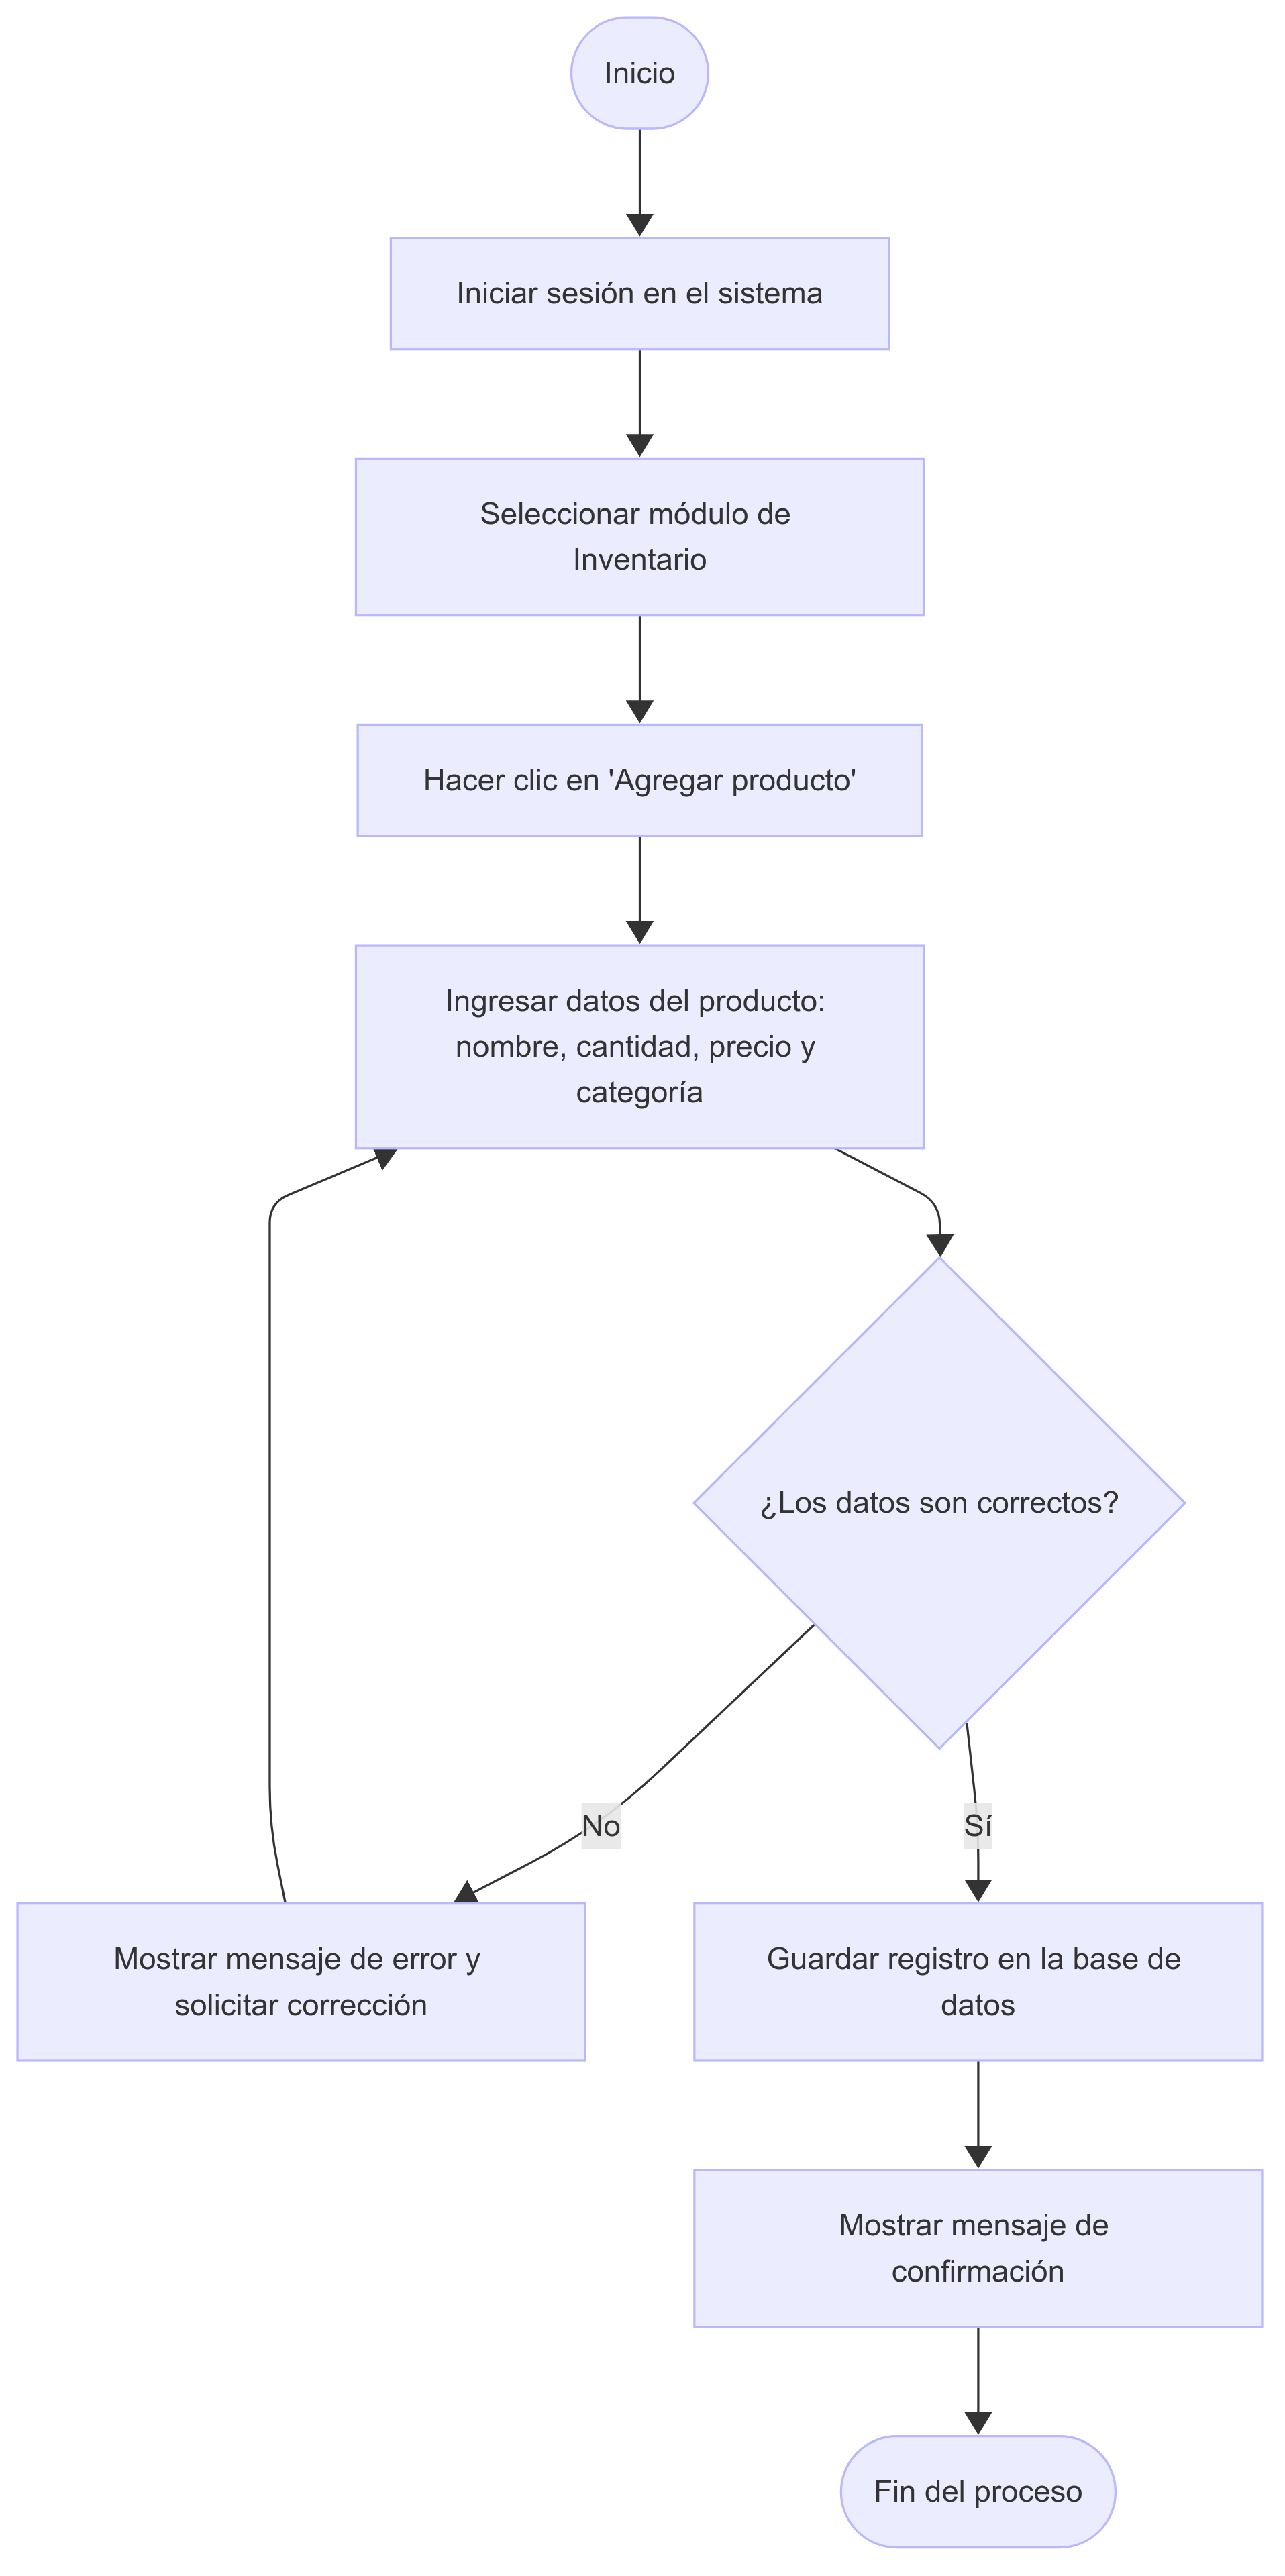 Inicio
Iniciar sesión en el sistema
Seleccionar módulo de
Inventario
Hacer clic en 'Agregar producto'
Ingresar datos del producto:
nombre, cantidad, precio y
categoría
¿Los datos son correctos?
No
Sí
Mostrar mensaje de error y
solicitar corrección
Guardar registro en la base de
datos
Mostrar mensaje de
confirmación
Fin del proceso